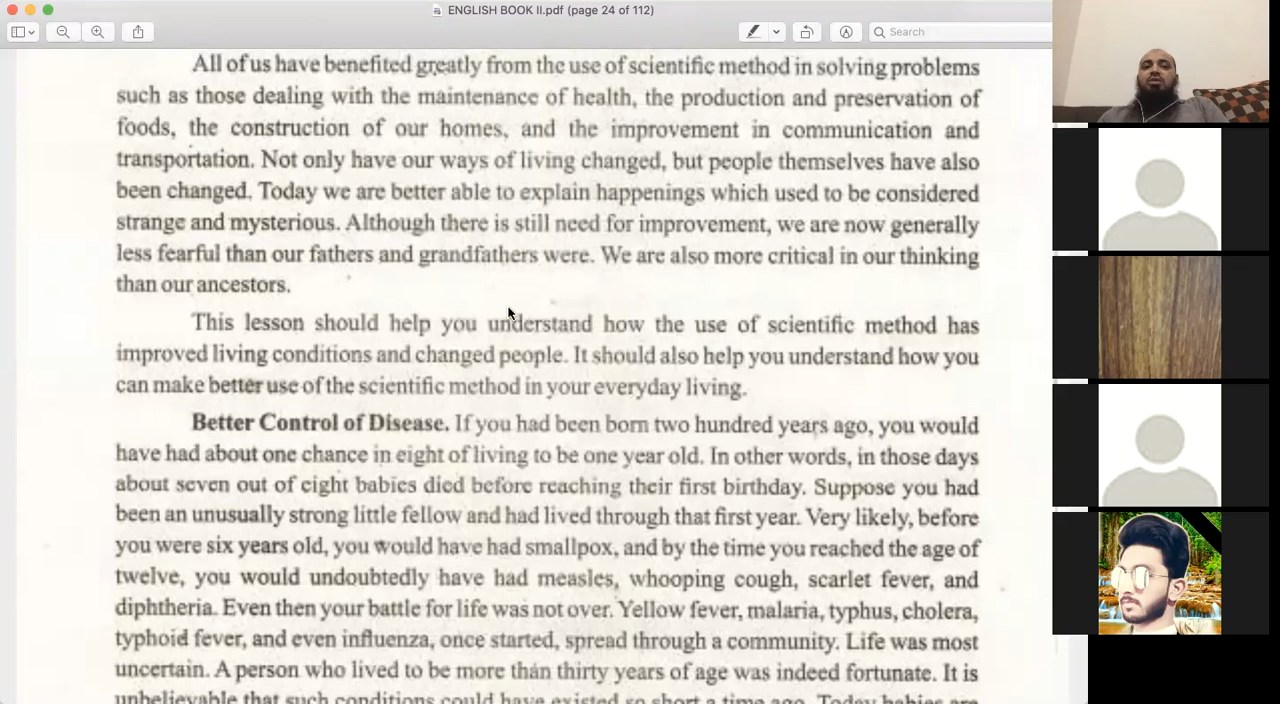 ENGLISH BOOK II.pdf (page 24 of 112)
Search
All of us have benefited greatly from the use of scientific method in solving problems
such as those dealing with the maintenance of health, the production and preservation of
foods, the construction of our homes, and the improvement in communication and
transportation. Not only have our ways of living changed, but people themselves have also
been changed. Today we are better able to explain happenings which used to be considered
strange and mysterious. Although there is still need for improvement, we are now generally
less fearful than our fathers and grandfathers were. We are also more critical in our thinking
than our ancestors.
This lesson should help you understand how the use of scientific method has
improved living conditions and changed people. It should also help you understand how you
can make better use of the scientific method in your everyday living.
Better Control of Disease. If you had been born two hundred years ago, you would
have had about one chance in eight of living to be one year old. In other words, in those days
about seven out of eight babies died before reaching their first birthday. Suppose you had
been an unusually strong little fellow and had lived through that first year. Very likely, before
you were six years old, you would have had smallpox, and by the time you reached the age of
twelve, you would undoubtedly have had measles, whooping cough, scarlet fever, and
diphtheria. Even then your battle for life was not over. Yellow fever, malaria, typhus, cholera,
typhoid fever, and even influenza, once started, spread through a community. Life was most
uncertain. A person who lived to be more than thirty years of age was indeed fortunate. It is
unbelievable that such conditions could have existed so short a time ago. Today babies are